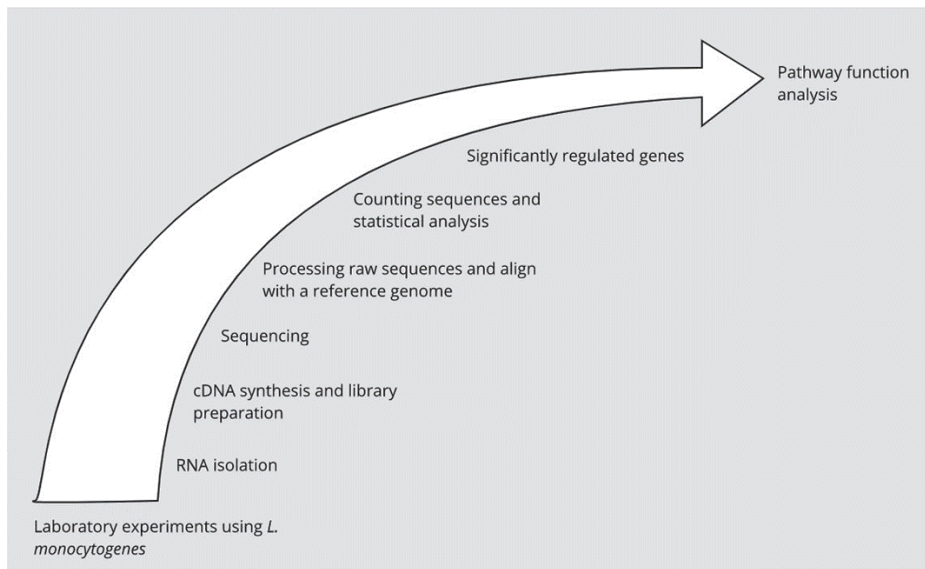 Pathway function
analysis
Significantly regulated genes
Counting sequences and
statistical analysis
Processing raw sequences and align
with a reference genome
Sequencing
cDNA synthesis and library
preparation
RNA isolation
Laboratory experiments using L.
monocytogenes